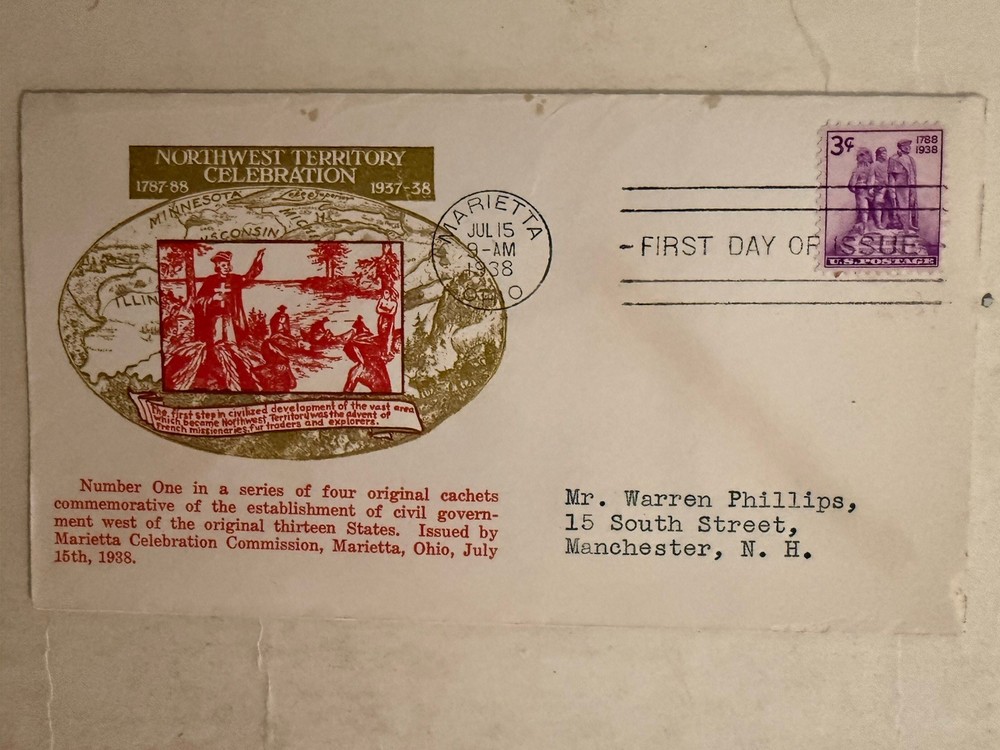 NORTHWEST TERRITORY
CELEBRATION
1787-88 1937-38
MINNESOTA
Lake Superior
WISCONSIN
ILLIN
The first step in civilized development of the vast area
which became Northwest Territory was the advent of
French missionaries, fur traders and explorers.
Number One in a series of four original cachets
commemorative of the establishment of civil govern-
ment west of the original thirteen States. Issued by
Marietta Celebration Commission, Marietta, Ohio, July
15th, 1938.
MARIETTA
JUL 15
9-AM
1938
OHIO
FIRST DAY OF ISSUE
3¢ 1788
1938
U.S. POSTAGE
Mr. Warren Phillips,
15 South Street,
Manchester, N. H.